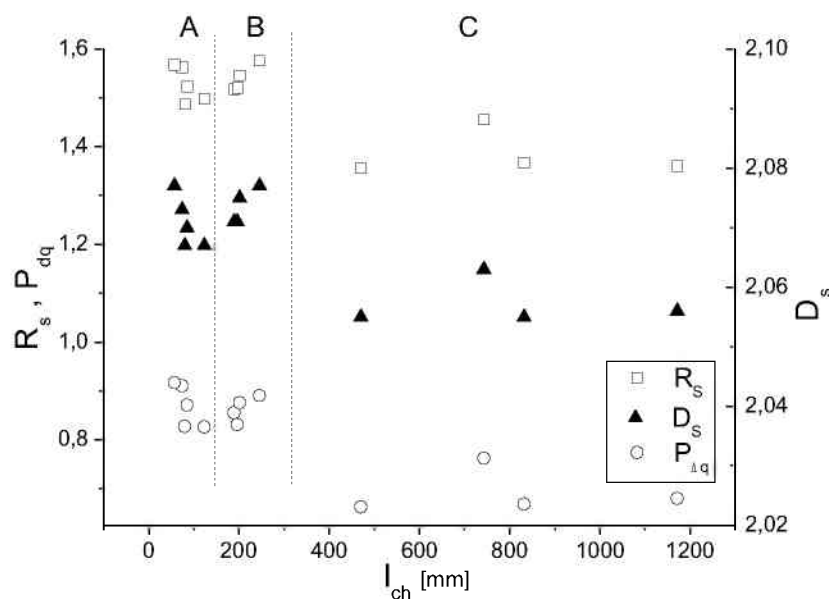 A B C
1,6
1,4
1,2
1,0
0,8
R_s , P_dq
2,10
2,08
2,06
2,04
2,02
D_s
R_S
D_S
P_Δq
0 200 400 600 800 1000 1200
l_ch [mm]